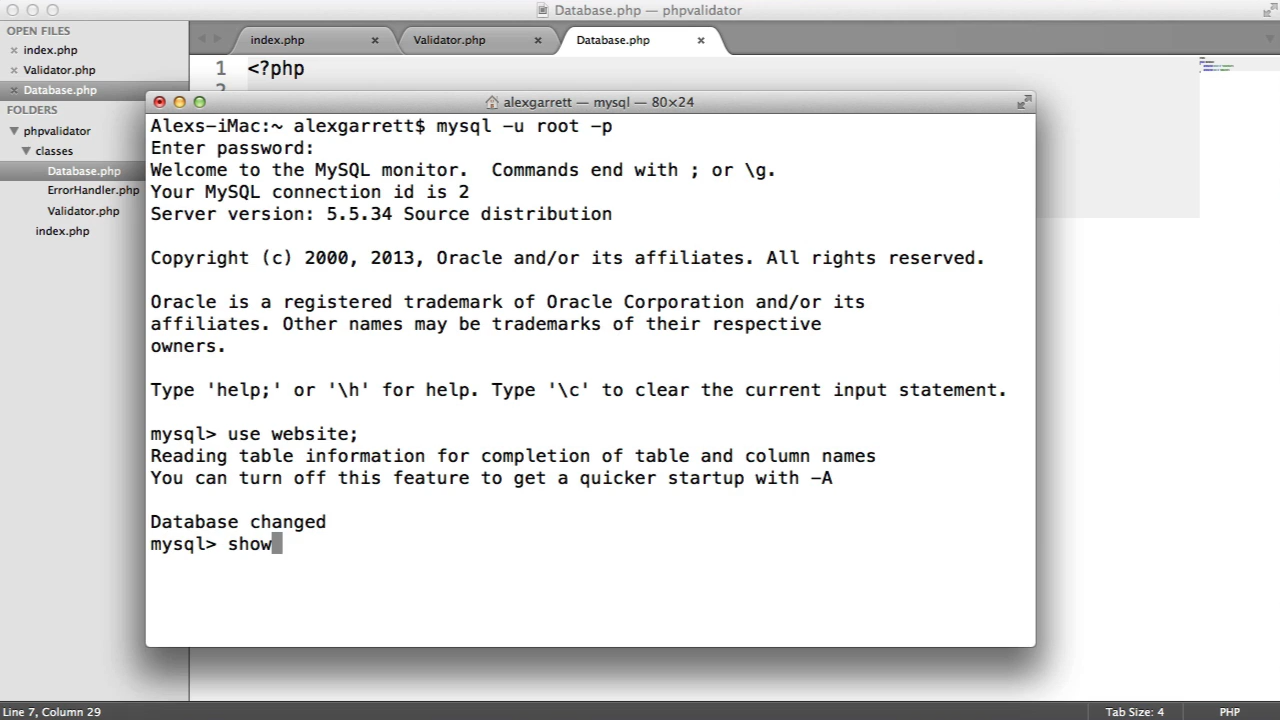 Database.php — phpvalidator
OPEN FILES
index.php
Validator.php
Database.php
FOLDERS
phpvalidator
classes
Database.php
ErrorHandler.php
Validator.php
index.php
index.php
Validator.php
Database.php
1 <?php
2
alexgarrett — mysql — 80×24
Alexs-iMac:~ alexgarrett$ mysql -u root -p
Enter password:
Welcome to the MySQL monitor.  Commands end with ; or \g.
Your MySQL connection id is 2
Server version: 5.5.34 Source distribution
Copyright (c) 2000, 2013, Oracle and/or its affiliates. All rights reserved.
Oracle is a registered trademark of Oracle Corporation and/or its
affiliates. Other names may be trademarks of their respective
owners.
Type 'help;' or '\h' for help. Type '\c' to clear the current input statement.
mysql> use website;
Reading table information for completion of table and column names
You can turn off this feature to get a quicker startup with -A
Database changed
mysql> show
Line 7, Column 29
Tab Size: 4
PHP